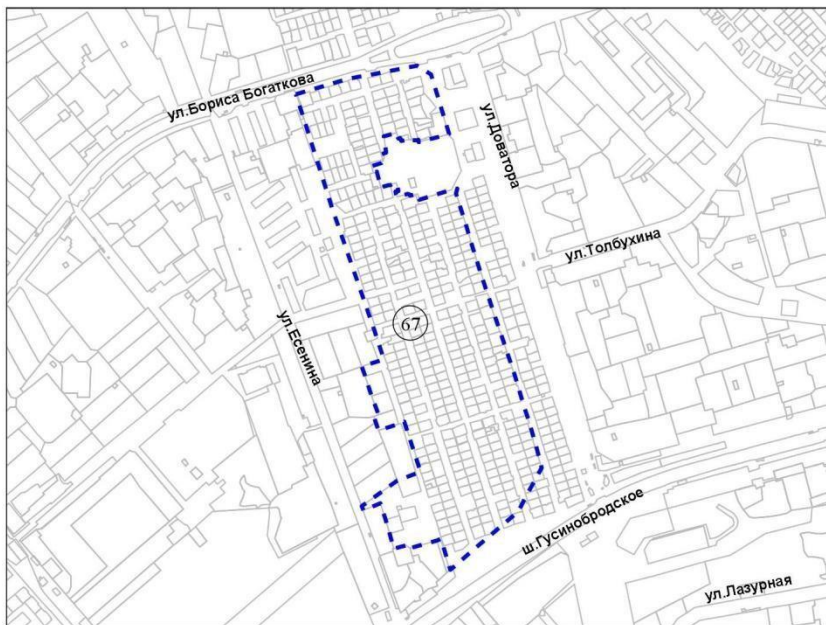 ул.Бориса Богаткова
ул.Доватора
ул.Толбухина
67
ул.Есенина
ш.Гусинобродское
ул.Лазурная